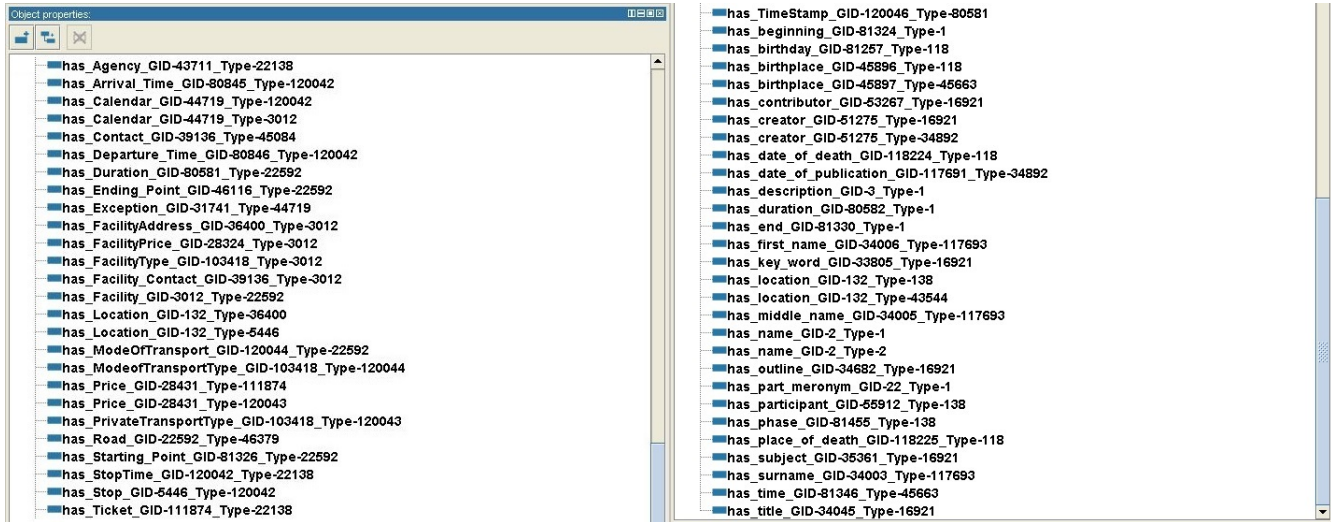 Object properties:
has_Agency_GID-43711_Type-22138
has_Arrival_Time_GID-80845_Type-120042
has_Calendar_GID-44719_Type-120042
has_Calendar_GID-44719_Type-3012
has_Contact_GID-39136_Type-45084
has_Departure_Time_GID-80846_Type-120042
has_Duration_GID-80581_Type-22592
has_Ending_Point_GID-46116_Type-22592
has_Exception_GID-31741_Type-44719
has_FacilityAddress_GID-36400_Type-3012
has_FacilityPrice_GID-28324_Type-3012
has_FacilityType_GID-103418_Type-3012
has_Facility_Contact_GID-39136_Type-3012
has_Facility_GID-3012_Type-22592
has_Location_GID-132_Type-36400
has_Location_GID-132_Type-5446
has_ModeOfTransport_GID-120044_Type-22592
has_ModeofTransportType_GID-103418_Type-120044
has_Price_GID-28431_Type-111874
has_Price_GID-28431_Type-120043
has_PrivateTransportType_GID-103418_Type-120043
has_Road_GID-22592_Type-46379
has_Starting_Point_GID-81326_Type-22592
has_StopTime_GID-120042_Type-22138
has_Stop_GID-5446_Type-120042
has_Ticket_GID-111874_Type-22138
has_TimeStamp_GID-120046_Type-80581
has_beginning_GID-81324_Type-1
has_birthday_GID-81257_Type-118
has_birthplace_GID-45896_Type-118
has_birthplace_GID-45897_Type-45663
has_contributor_GID-53267_Type-16921
has_creator_GID-51275_Type-16921
has_creator_GID-51275_Type-34892
has_date_of_death_GID-118224_Type-118
has_date_of_publication_GID-117691_Type-34892
has_description_GID-3_Type-1
has_duration_GID-80582_Type-1
has_end_GID-81330_Type-1
has_first_name_GID-34006_Type-117693
has_key_word_GID-33805_Type-16921
has_location_GID-132_Type-138
has_location_GID-132_Type-43544
has_middle_name_GID-34005_Type-117693
has_name_GID-2_Type-1
has_name_GID-2_Type-2
has_outline_GID-34682_Type-16921
has_part_meronym_GID-22_Type-1
has_participant_GID-55912_Type-138
has_phase_GID-81455_Type-138
has_place_of_death_GID-118225_Type-118
has_subject_GID-35361_Type-16921
has_surname_GID-34003_Type-117693
has_time_GID-81346_Type-45663
has_title_GID-34045_Type-16921